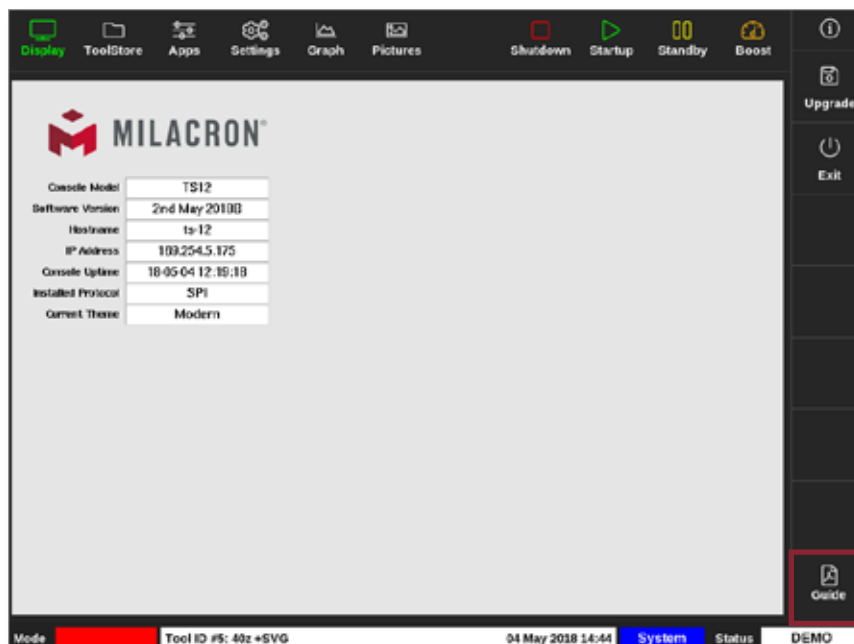 Display ToolStore Apps Settings Graph Pictures Shutdown Startup Standby Boost
Upgrade
Exit
MILACRON
Console Model TS12
Software Version 2nd May 2018B
Hostname ts-12
IP Address 169.254.5.175
Console Uptime 18-05-04 12:19:18
Installed Protocol SPI
Current Theme Modern
Guide
Mode Tool ID #5: 40z +SVG 04 May 2018 14:44 System Status DEMO